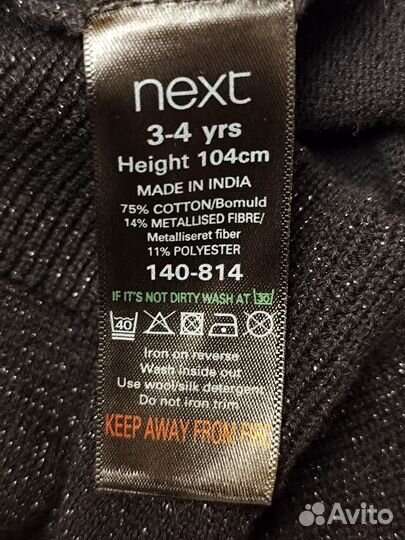 next
3-4 yrs
Height 104cm
MADE IN INDIA
75% COTTON/Bomuld
14% METALLISED FIBRE/
Metalliseret fiber
11% POLYESTER
140-814
IF IT'S NOT DIRTY WASH AT 30
40
Iron on reverse
Wash inside out
Use wool/silk detergent
Do not iron trim
KEEP AWAY FROM FIRE
Avito